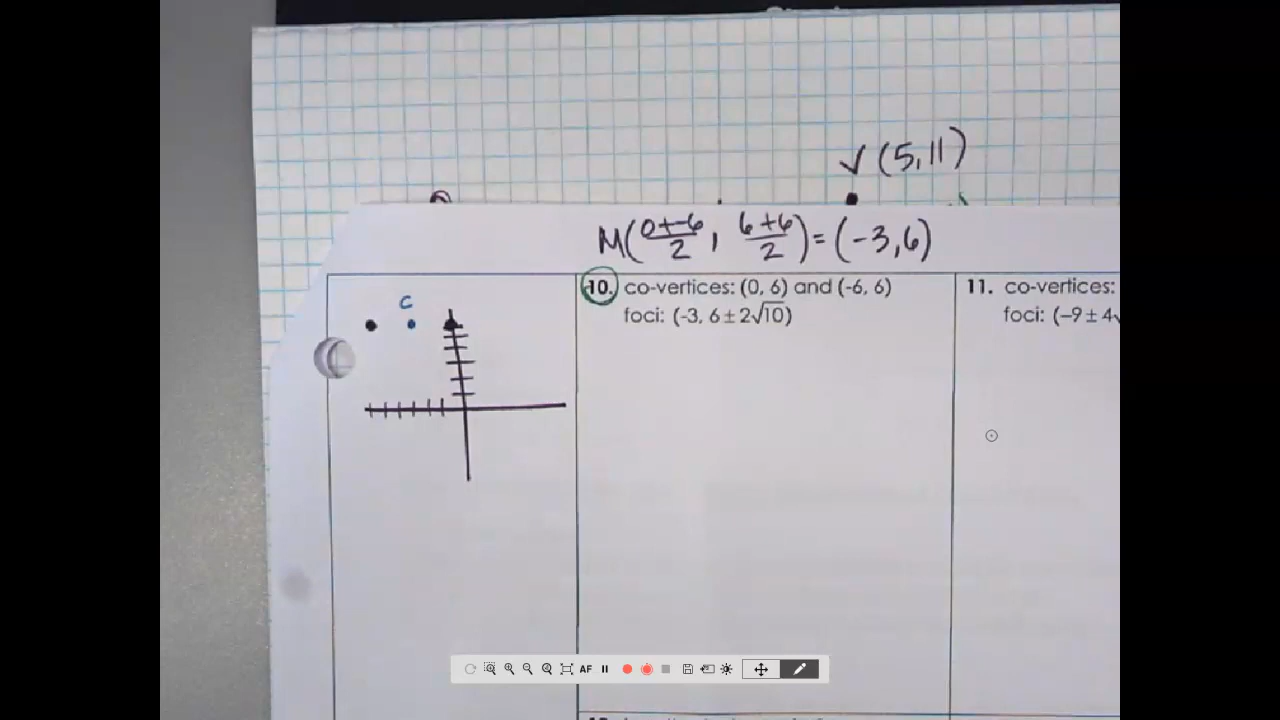 √(5,11)
M(0+-6/2, 6+6/2)=(-3,6)
10. co-vertices: (0, 6) and (-6, 6)
foci: (-3, 6±2√10)
11. co-vertices:
foci: (-9±4√
C
AF